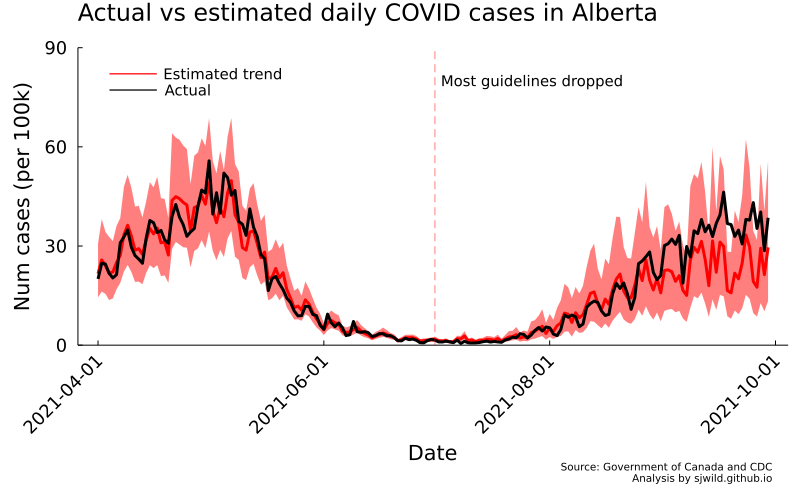 Actual vs estimated daily COVID cases in Alberta
90
60
30
0
Num cases (per 100k)
Estimated trend
Actual
Most guidelines dropped
2021-04-01
2021-06-01
2021-08-01
2021-10-01
Date
Source: Government of Canada and CDC
Analysis by sjwild.github.io